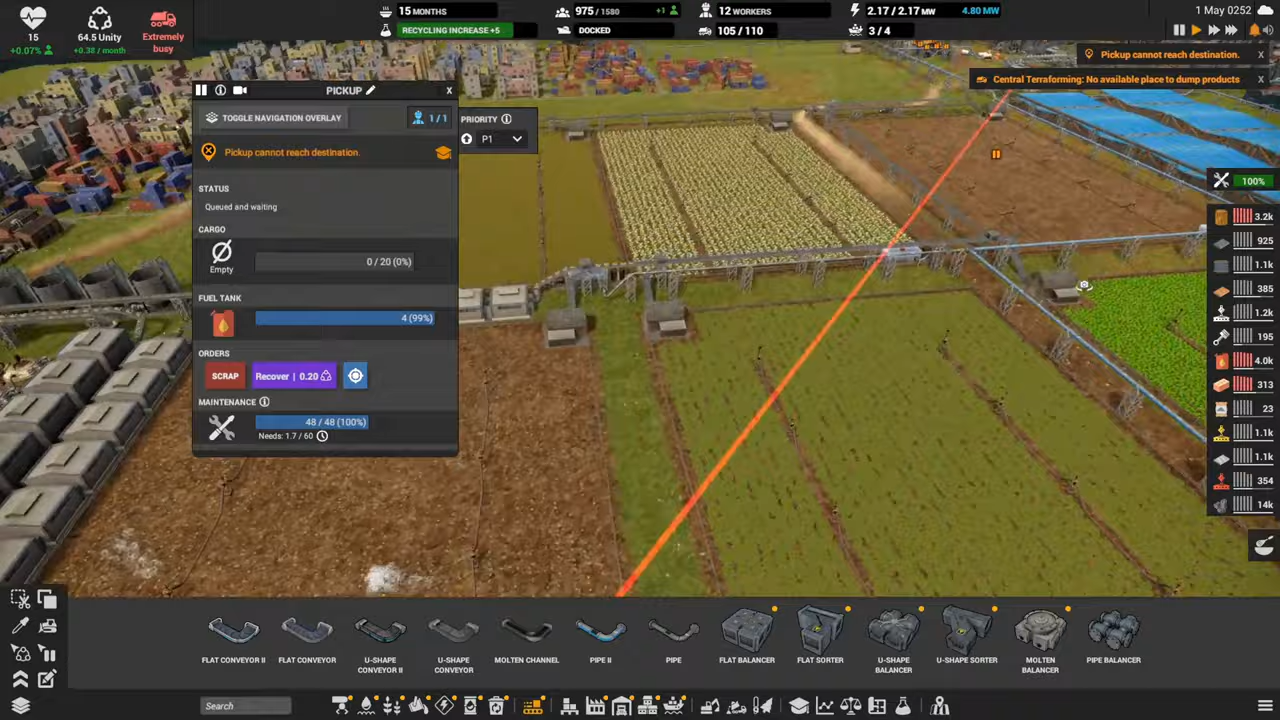 15
+0.07%
64.5 Unity
+0.38 / month
Extremely
busy
15 MONTHS
RECYCLING INCREASE +5
975 / 1580 +1
DOCKED
12 WORKERS
105 / 110
2.17 / 2.17 MW 4.80 MW
3 / 4
1 May 0252
Pickup cannot reach destination. X
Central Terraforming: No available place to dump products X
PICKUP X
TOGGLE NAVIGATION OVERLAY
1 / 1
PRIORITY
P1
Pickup cannot reach destination.
STATUS
Queued and waiting
CARGO
Empty
0 / 20 (0%)
FUEL TANK
4 (99%)
ORDERS
SCRAP
Recover | 0.20
MAINTENANCE
48 / 48 (100%)
Needs: 1.7 / 60
100%
3.2k
925
1.1k
385
1.2k
195
4.0k
313
23
1.1k
1.1k
354
14k
FLAT CONVEYOR II
FLAT CONVEYOR
U-SHAPE
CONVEYOR II
U-SHAPE
CONVEYOR
MOLTEN CHANNEL
PIPE II
PIPE
FLAT BALANCER
FLAT SORTER
U-SHAPE
BALANCER
U-SHAPE SORTER
MOLTEN
BALANCER
PIPE BALANCER
Search